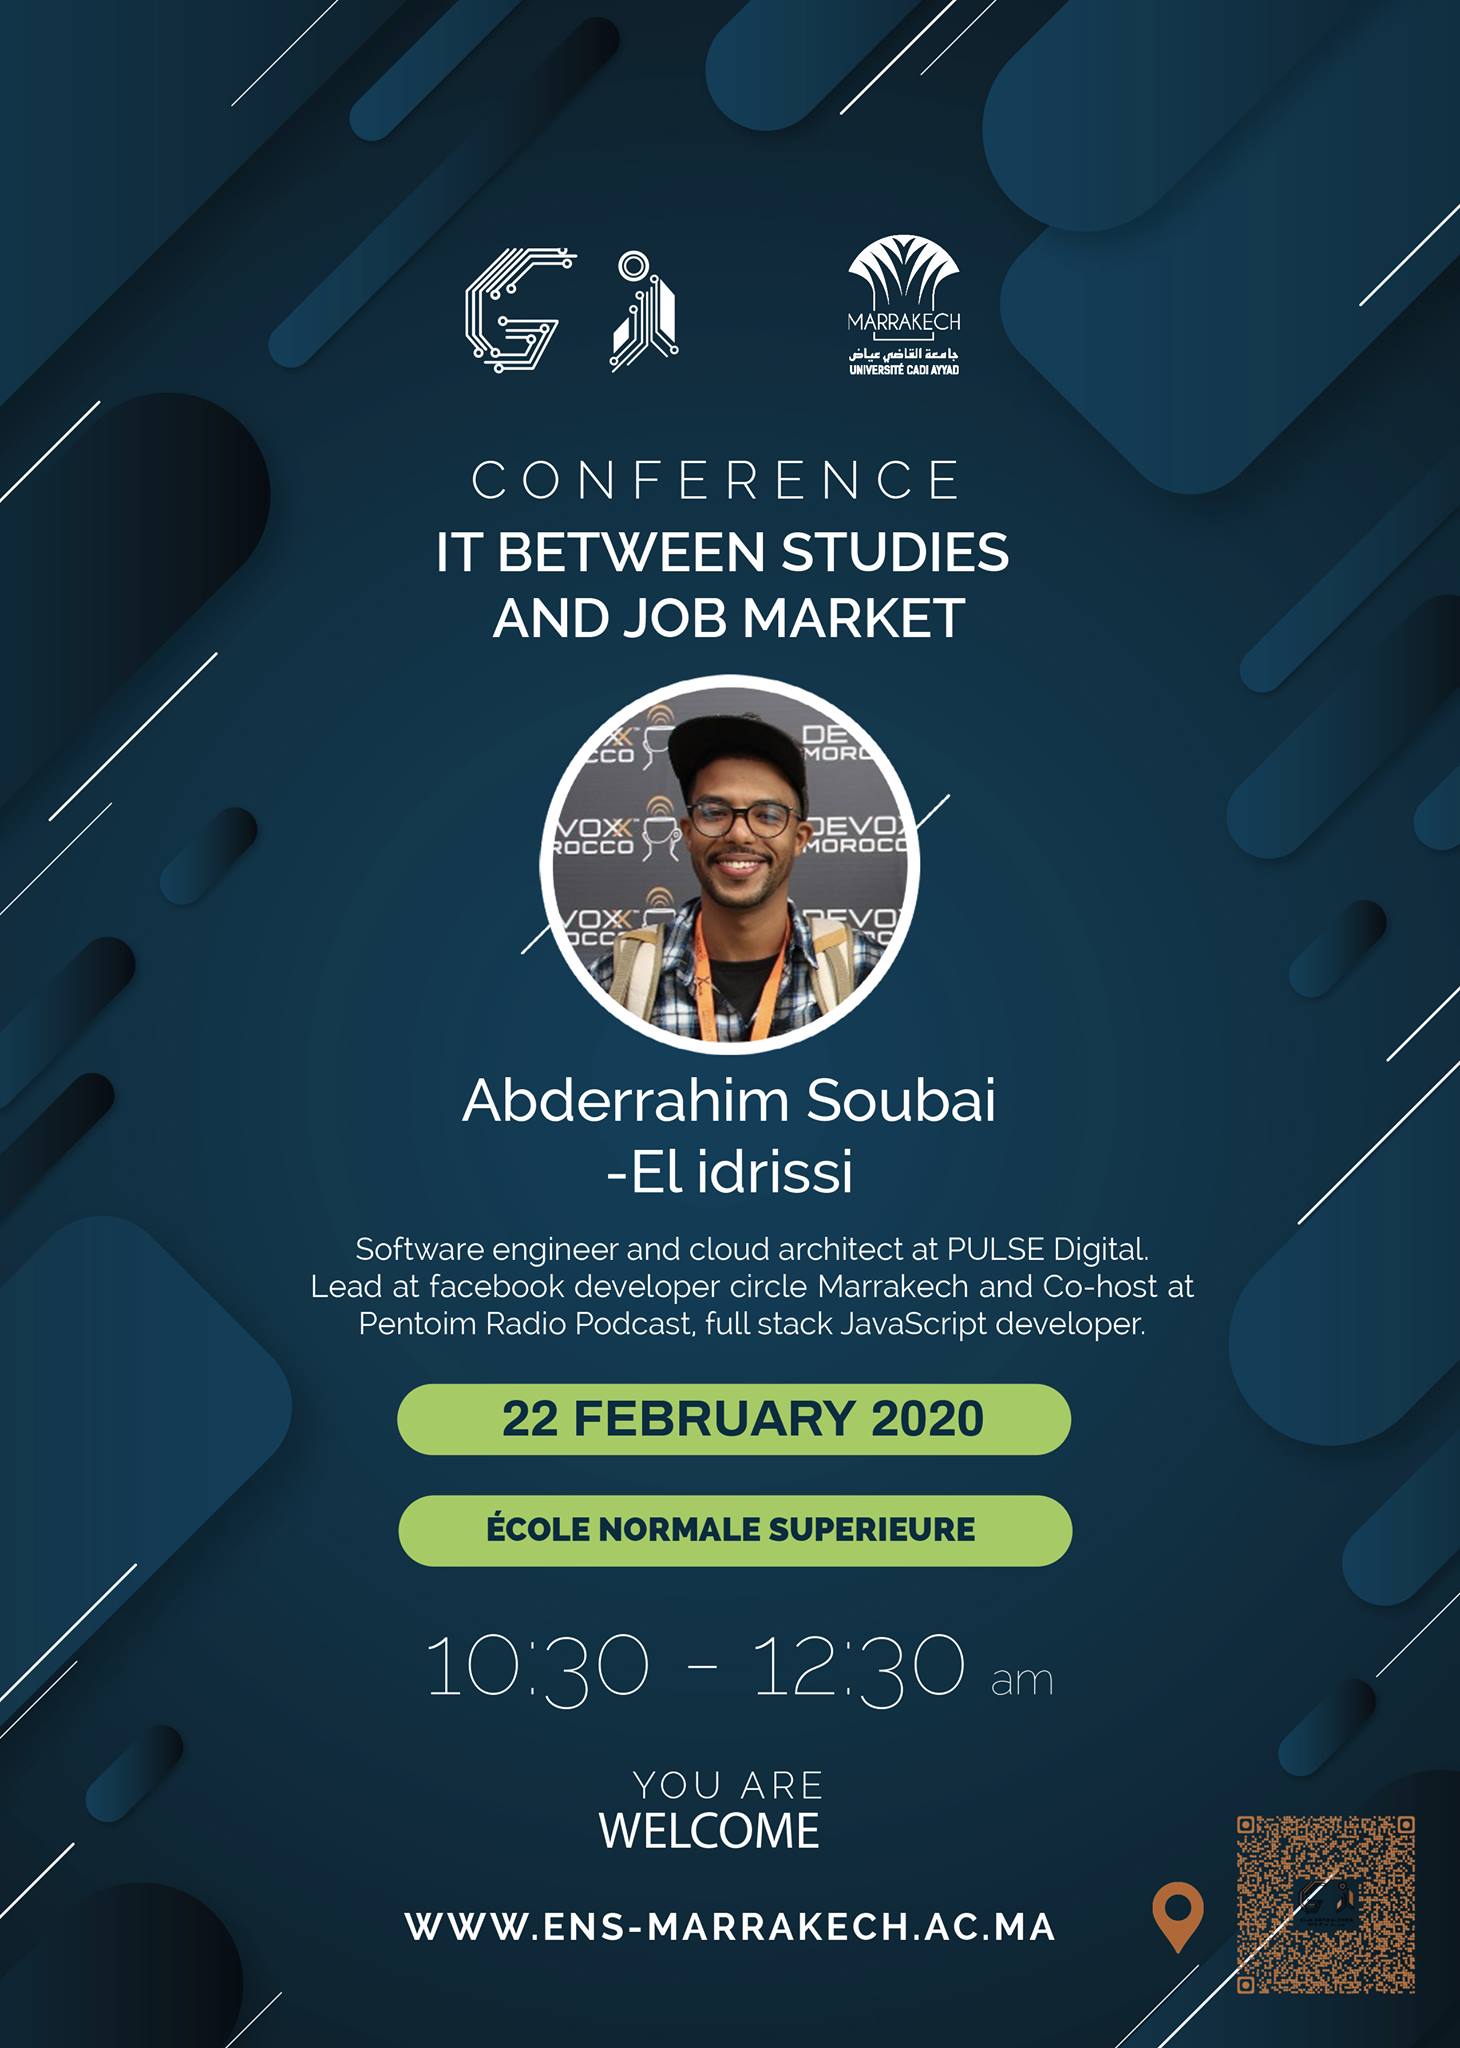 Gi
MARRAKECH
جامعة القاضي عياض
UNIVERSITÉ CADI AYYAD
CONFERENCE
IT BETWEEN STUDIES
AND JOB MARKET
DEVOXX™
MOROCCO
Abderrahim Soubai
-El idrissi
Software engineer and cloud architect at PULSE Digital.
Lead at facebook developer circle Marrakech and Co-host at
Pentoim Radio Podcast, full stack JavaScript developer.
22 FEBRUARY 2020
ÉCOLE NORMALE SUPERIEURE
10:30 - 12:30 am
YOU ARE
WELCOME
WWW.ENS-MARRAKECH.AC.MA